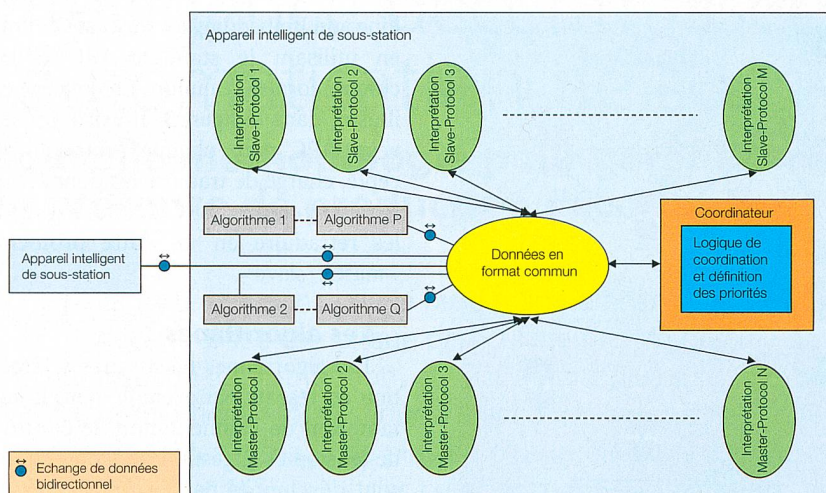 Appareil intelligent de sous-station
Interprétation
Slave-Protocol 1
Interprétation
Slave-Protocol 2
Interprétation
Slave-Protocol 3
Interprétation
Slave-Protocol M
Algorithme 1
Algorithme P
Appareil intelligent
de sous-station
Données en
format commun
Coordinateur
Logique de
coordination
et définition
des priorités
Algorithme 2
Algorithme Q
Interprétation
Master-Protocol 1
Interprétation
Master-Protocol 2
Interprétation
Master-Protocol 3
Interprétation
Master-Protocol N
Echange de données
bidirectionnel